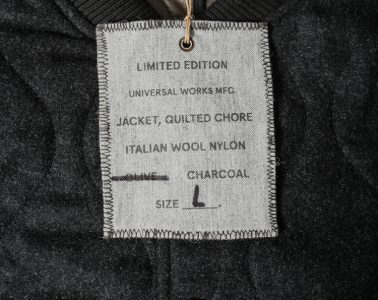 LIMITED EDITION
UNIVERSAL WORKS MFG.
JACKET, QUILTED CHORE
ITALIAN WOOL NYLON
OLIVE CHARCOAL
SIZE L.